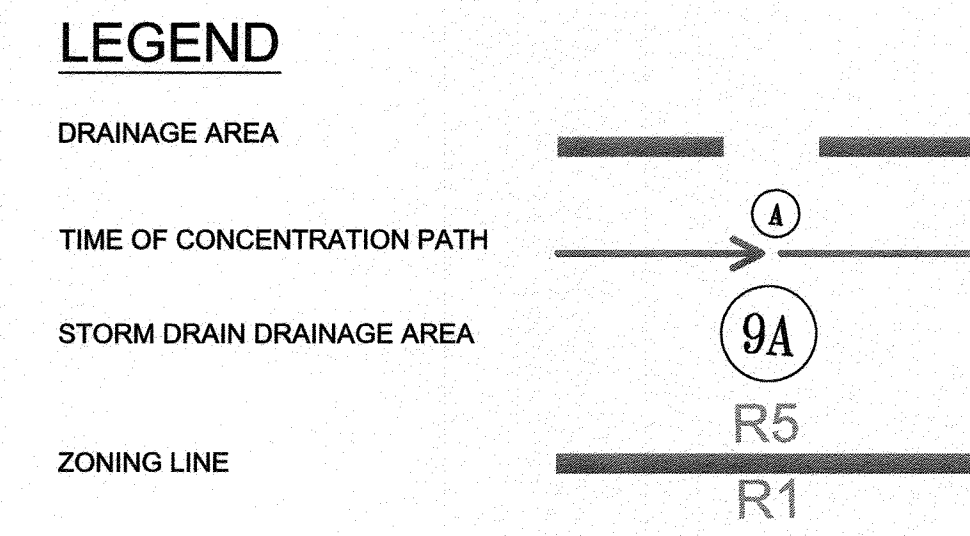 LEGEND
DRAINAGE AREA
A
TIME OF CONCENTRATION PATH
STORM DRAIN DRAINAGE AREA
9A
R5
ZONING LINE
R1